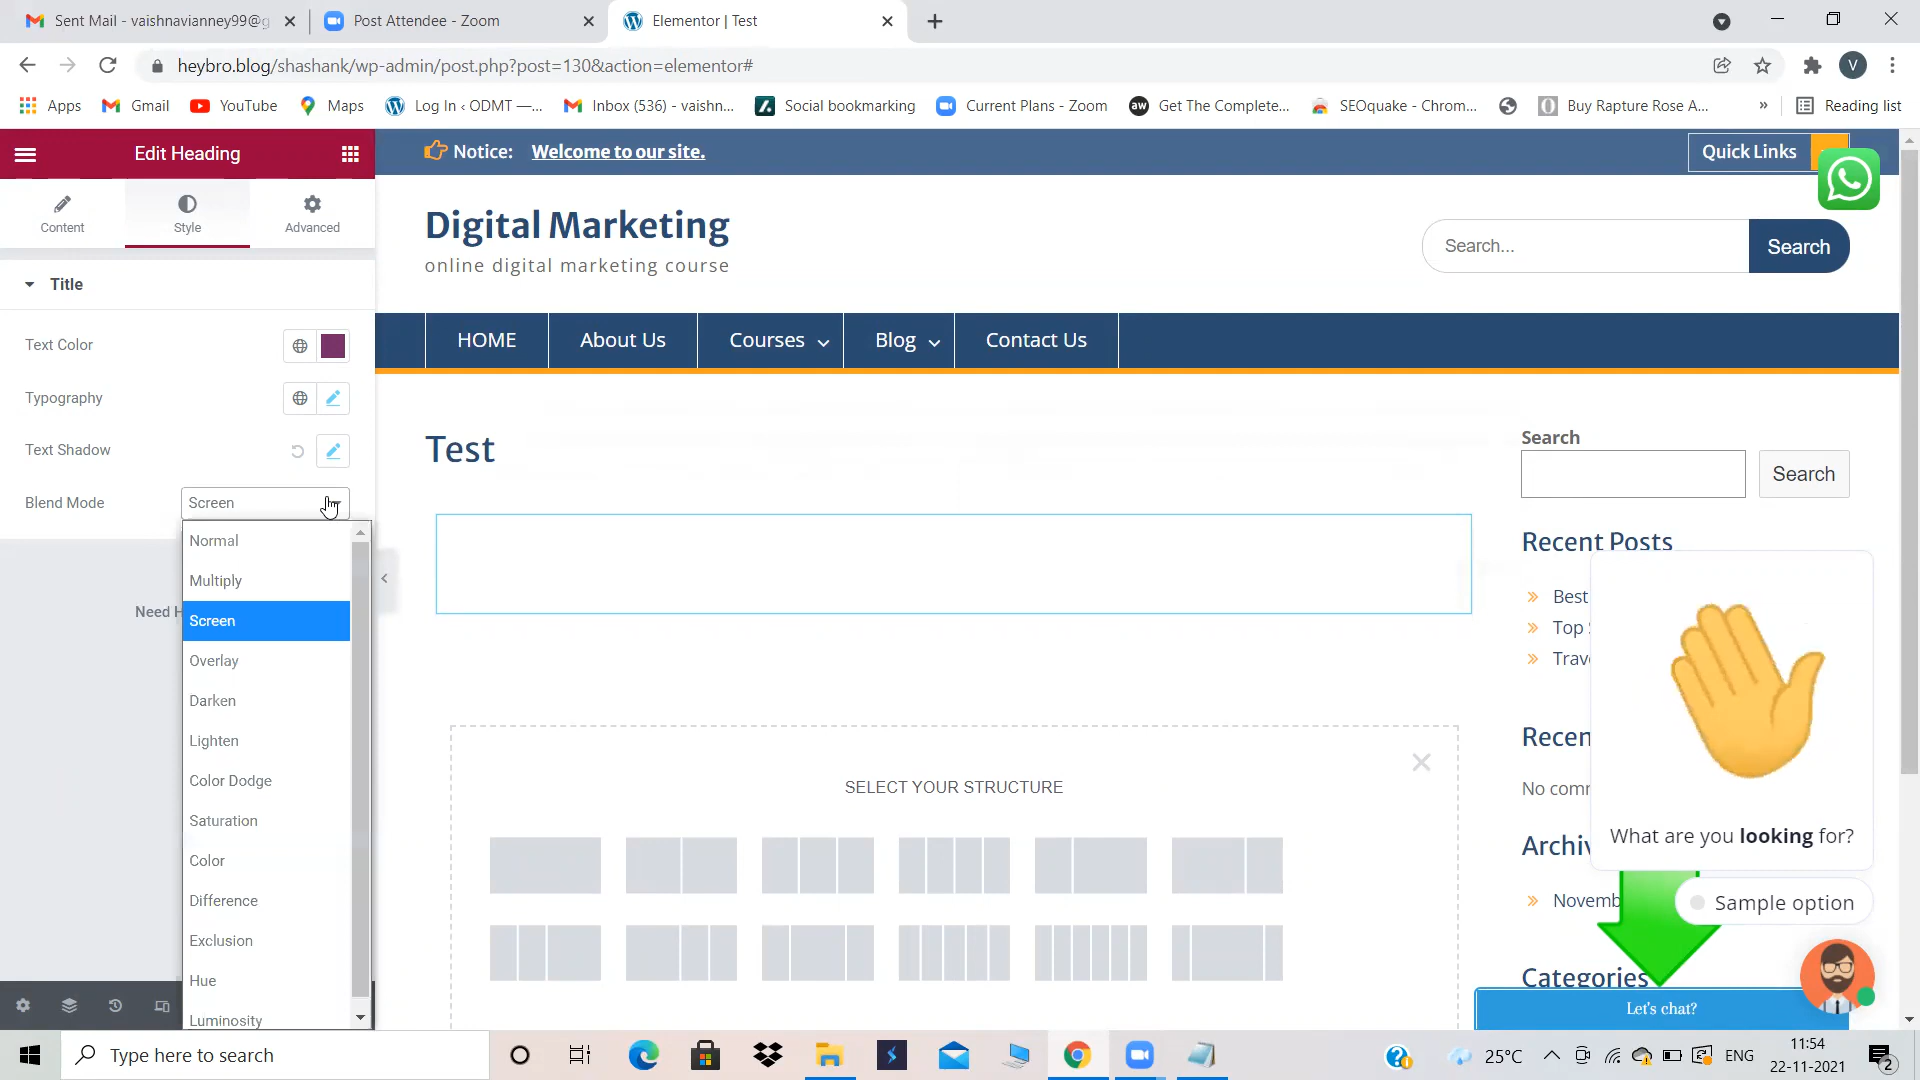 Sent Mail - vaishnavianney99@g
Post Attendee - Zoom
Elementor | Test
heybro.blog/shashank/wp-admin/post.php?post=130&action=elementor#
V
Apps
Gmail
YouTube
Maps
Log In ‹ ODMT —...
Inbox (536) - vaishn...
Social bookmarking
Current Plans - Zoom
aw
Get The Complete...
SEOquake - Chrom...
Buy Rapture Rose A...
»
Reading list
Edit Heading
Content
Style
Advanced
Title
Text Color
Typography
Text Shadow
Blend Mode
Screen
Normal
Multiply
Screen
Overlay
Darken
Lighten
Color Dodge
Saturation
Color
Difference
Exclusion
Hue
Luminosity
Need H
Notice: Welcome to our site.
Quick Links
Digital Marketing
online digital marketing course
Search...
Search
HOME
About Us
Courses
Blog
Contact Us
Test
SELECT YOUR STRUCTURE
Search
Search
Recent Posts
Best
Top
Trav
Recen
No comm
Archiv
Novemb
Categories
What are you looking for?
Sample option
Let's chat?
Type here to search
25°C
ENG
11:54
22-11-2021
2